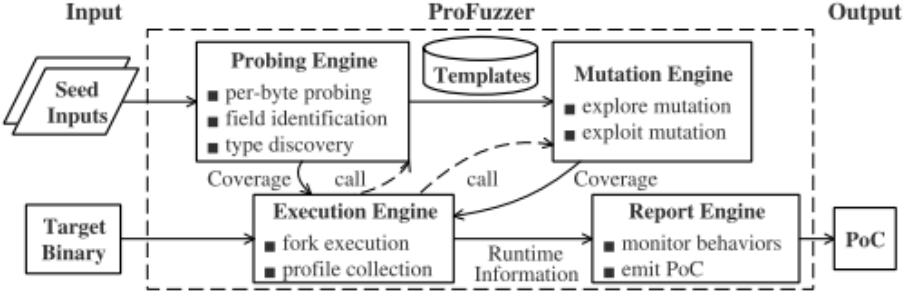 Input
ProFuzzer
Output
Seed
Inputs
Probing Engine
■ per-byte probing
■ field identification
■ type discovery
Templates
Mutation Engine
■ explore mutation
■ exploit mutation
Coverage
call
call
Coverage
Target
Binary
Execution Engine
■ fork execution
■ profile collection
Runtime
Information
Report Engine
■ monitor behaviors
■ emit PoC
PoC